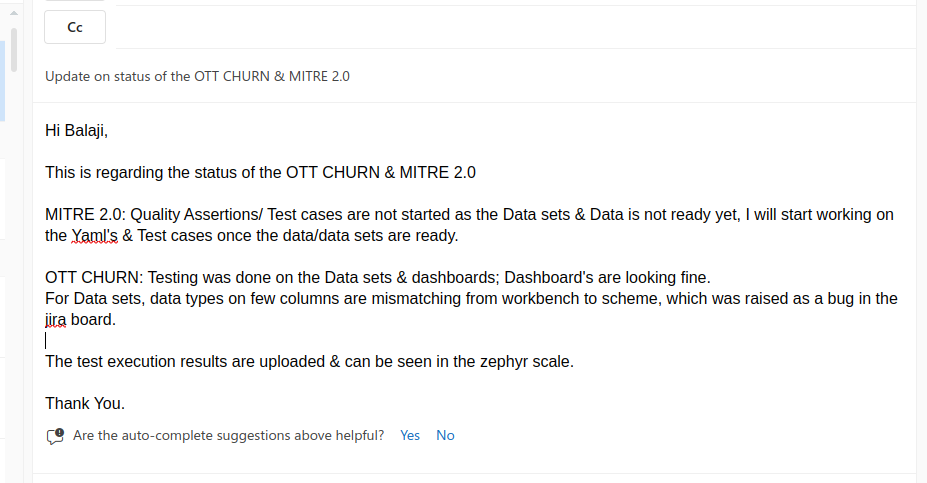 Cc
Update on status of the OTT CHURN & MITRE 2.0
Hi Balaji,
This is regarding the status of the OTT CHURN & MITRE 2.0
MITRE 2.0: Quality Assertions/ Test cases are not started as the Data sets & Data is not ready yet, I will start working on
the Yaml's & Test cases once the data/data sets are ready.
OTT CHURN: Testing was done on the Data sets & dashboards; Dashboard's are looking fine.
For Data sets, data types on few columns are mismatching from workbench to scheme, which was raised as a bug in the
jira board.
The test execution results are uploaded & can be seen in the zephyr scale.
Thank You.
Are the auto-complete suggestions above helpful? Yes No